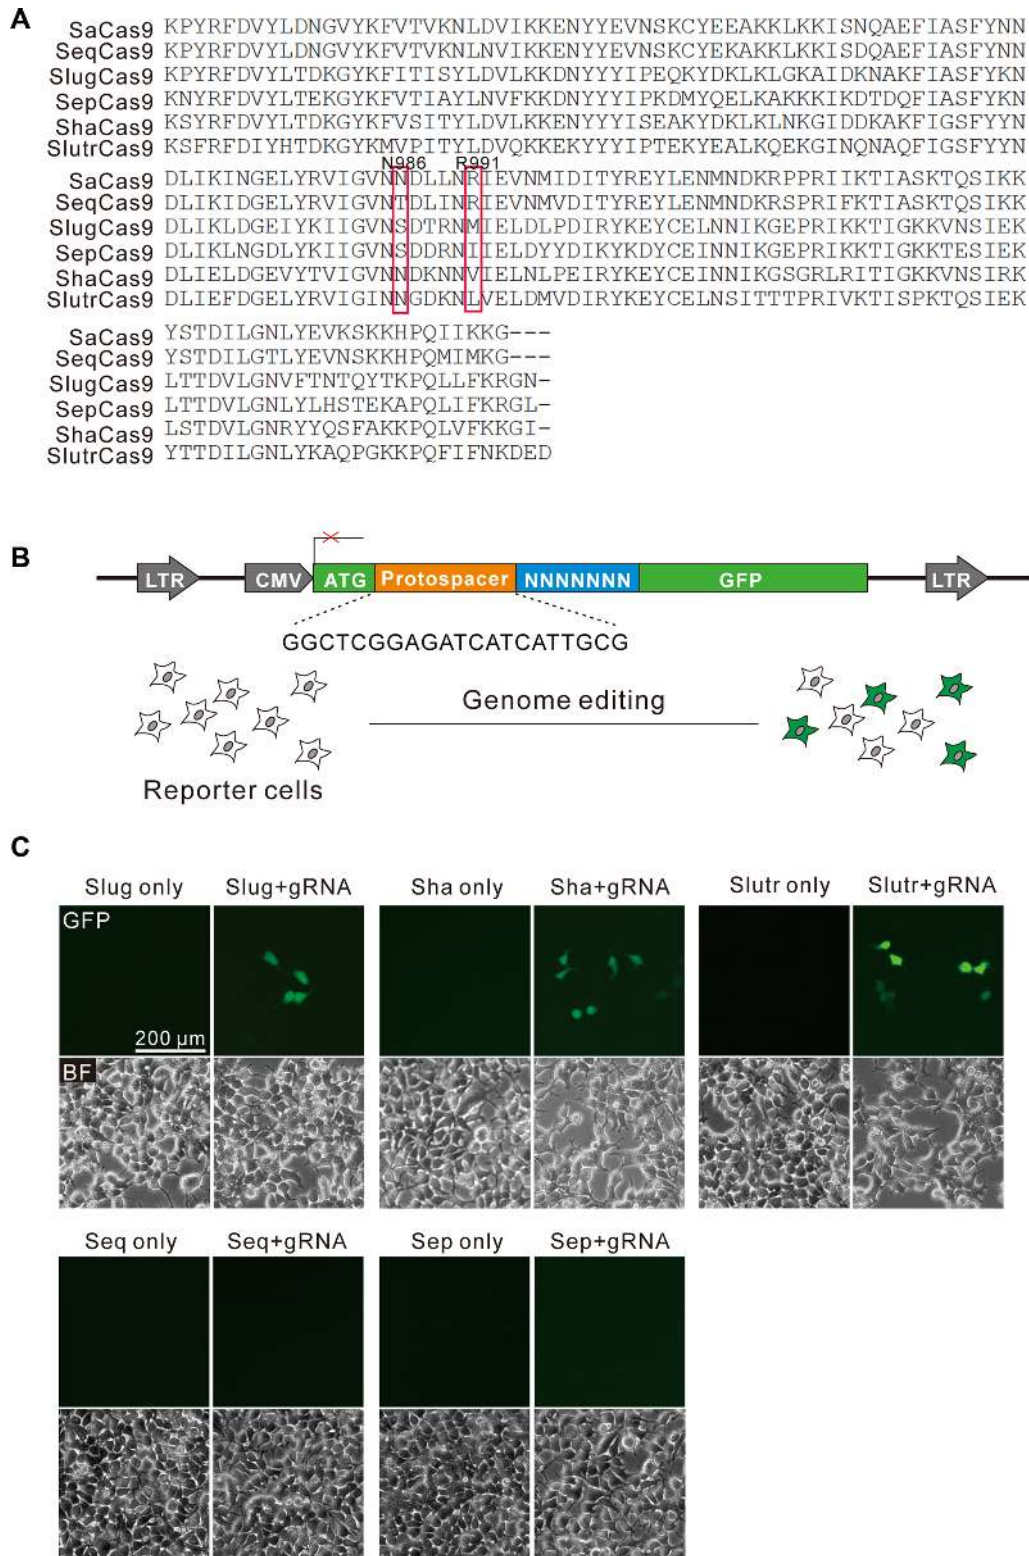 A
SaCas9 KPYRFDVYLDNGVYKFVTVKNLDVIKKENYYEVNSKCYEEAKKLKKISNQAEFIASFYNN
SeqCas9 KPYRFDVYLDNGVYKFVTVKNLNVIKKENYYEVNSKCYEEAKKLKKISNQAEFIASFYKN
SlugCas9 KPYRFDVYLTDKGYKFITISYLDVLKKDNYYYIPEQKYDKLKLGKAIDKNAKFIASFYKN
SepCas9 KNYRFDVYLTEKGYKFVTIAYLNVFKKDNYYYIPKDMYQELKAKKKIKDTDQFIASFYKN
ShaCas9 KSYRFDVYLTDKGYKFVSITYLDVLKKENYYYISEAKYDKLKLNKGIDDKAKFIGSFYYN
SlutrCas9 KSFRFDIYHTDKGYKMVPITYLDVQKKEKYYYIPTEKYEALKQEKGINQNAQFIGSFYYN
N986 R991
SaCas9 DLIKINGELYRVIGVNNDLLNRIEVNMIDITYREYLENMNDKRPPRIIKTIASKTQSIKK
SeqCas9 DLIKINGELYRVIGVNTDLINRIEVNMVDITYREYLENMNDKRSPRIFKTIASKTQSIKK
SlugCas9 DLIKLDGEIYKIIGVNSDTRNMIELDLPDIRYKEYCELNNIKGEPRIKKTIGKKVNSIEK
SepCas9 DLIKLNGDLYKIIGVNSDDRNIIELDYYDIKYKDYCEINNIKGEPRIKKTIGKKTESIEK
ShaCas9 DLIELDGEVYTVIGVNNDKNNVIELNLPEIRYKEYCEINNIKGSGRLRITIGKKVNSIRK
SlutrCas9 DLIEFDGELYRVIGINNGDKNLVELDMVDIRYKEYCELNSITTTPRIVKTISPKTQSIEK
SaCas9 YSTDILGNLYEVKSKKHPQIIKKG---
SeqCas9 YSTDILGTLYEVNSKKHPQMIMKG---
SlugCas9 LTTDVLGNVFTNTQYTKPQLLFKRGN-
SepCas9 LTTDVLGNLYLHSTEKAPQLIFKRGL-
ShaCas9 LSTDVLGNRYYQSFAKKPQLVFKKGI-
SlutrCas9 YTTDILGNLYKAQPGKKPQFIFNKDED
B
LTR CMV ATG Protospacer NNNNNNN GFP LTR
GGCTCGGAGATCATCATTGCG
Genome editing
Reporter cells
C
Slug only Slug+gRNA Sha only Sha+gRNA Slutr only Slutr+gRNA
GFP
200 μm
BF
Seq only Seq+gRNA Sep only Sep+gRNA